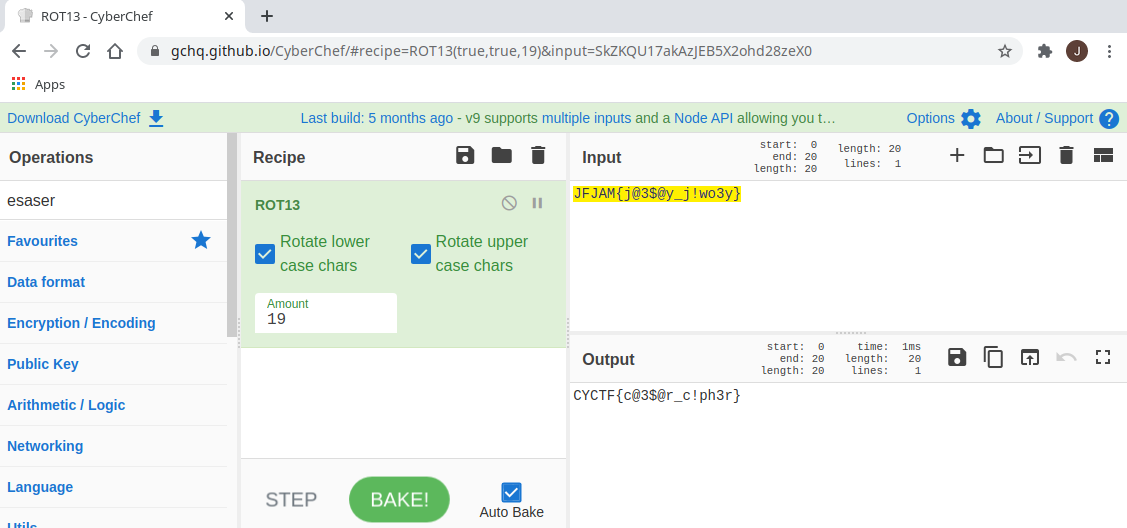 ROT13 - CyberChef
gchq.github.io/CyberChef/#recipe=ROT13(true,true,19)&input=SkZKQU17akAzJEB5X2ohd28zeX0
J
Apps
Download CyberChef
Last build: 5 months ago - v9 supports multiple inputs and a Node API allowing you t…
Options
About / Support
?
Operations
esaser
Favourites
Data format
Encryption / Encoding
Public Key
Arithmetic / Logic
Networking
Language
Utils
Recipe
ROT13
Rotate lower
case chars
Rotate upper
case chars
Amount
19
STEP
BAKE!
Auto Bake
Input
start: 0
end: 20
length: 20
length: 20
lines: 1
JFJAM{j@3$@y_j!wo3y}
Output
start: 0
end: 20
length: 20
time: 1ms
length: 20
lines: 1
CYCTF{c@3$@r_c!ph3r}